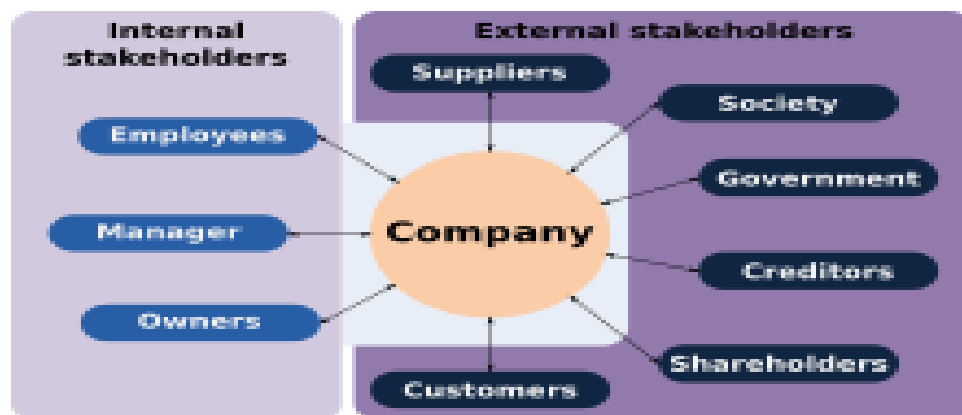 Internal
stakeholders
Employees
Manager
Owners
External stakeholders
Suppliers
Society
Government
Creditors
Shareholders
Customers
Company